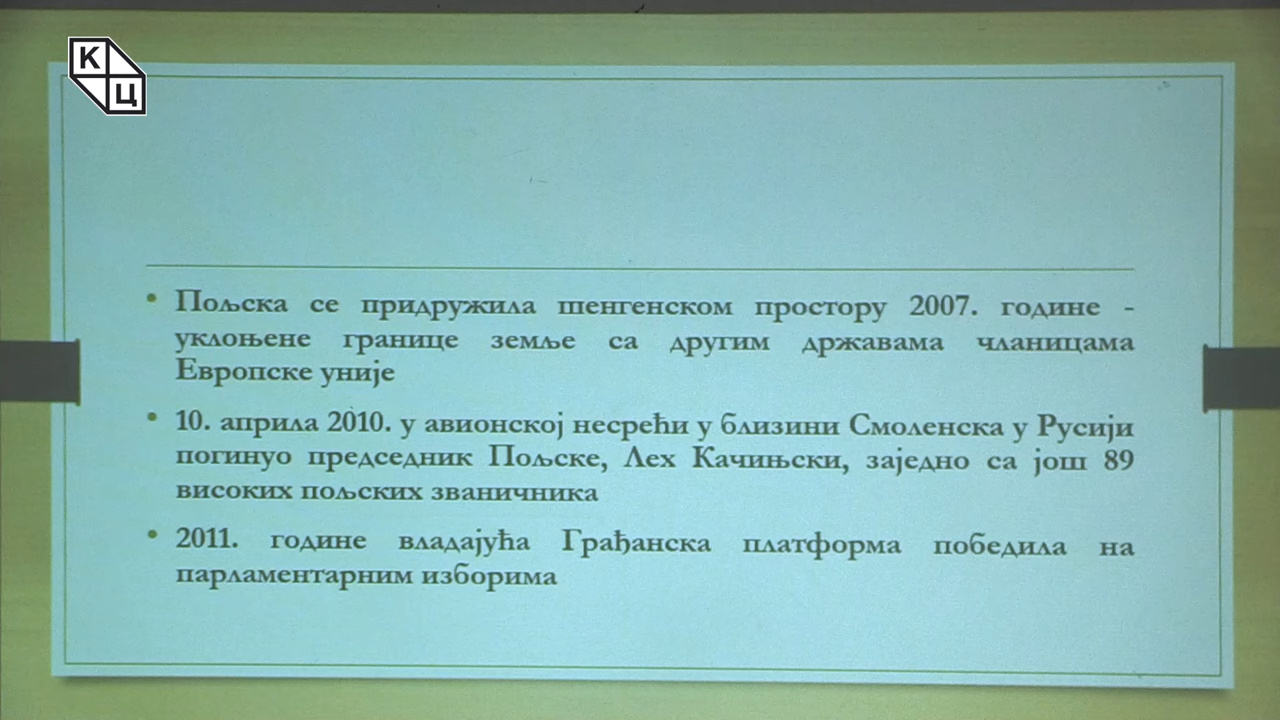 К
Ц
• Пољска се придружила шенгенском простору 2007. године -
уклоњене границе земље са другим државама чланицама
Европске уније
• 10. априла 2010. у авионској несрећи у близини Смоленска у Русији
погинуо председник Пољске, Лех Качињски, заједно са још 89
високих пољских званичника
• 2011. године владајућа Грађанска платформа победила на
парламентарним изборима